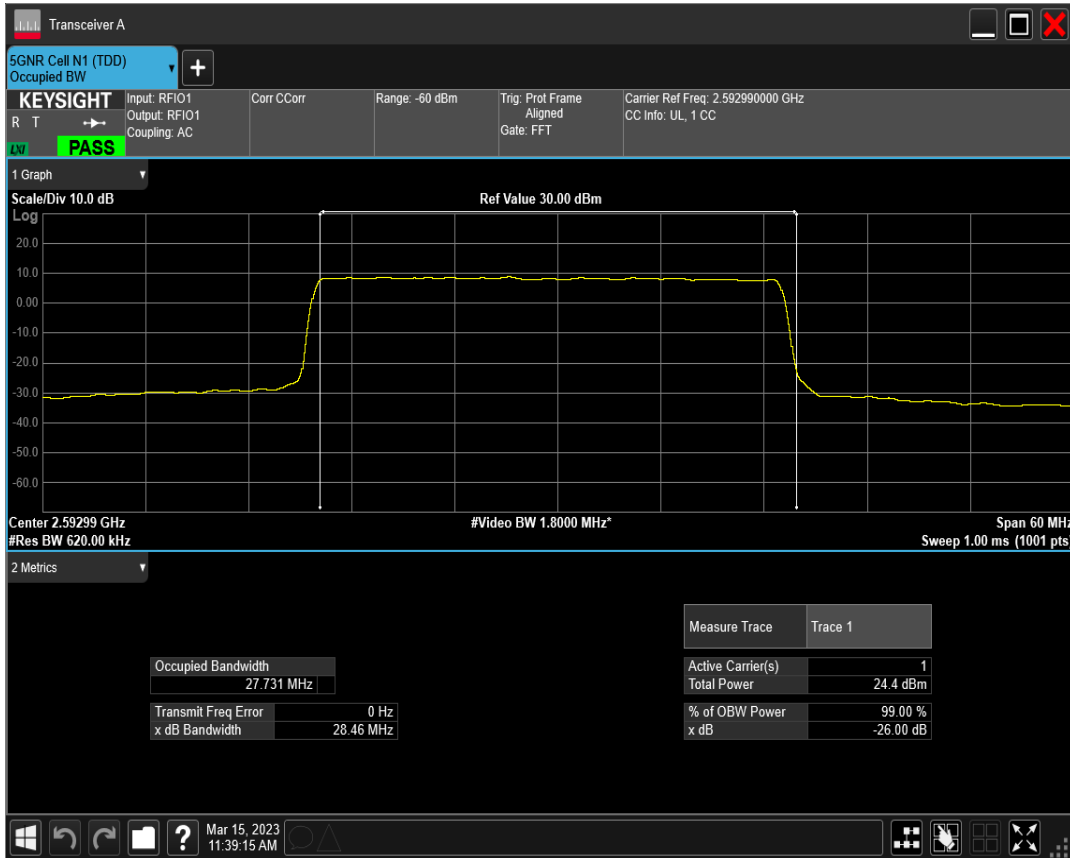 Transceiver A
5GNR Cell N1 (TDD)
Occupied BW
+
KEYSIGHT
R T
LXI
PASS
Input: RFIO1
Output: RFIO1
Coupling: AC
Corr CCorr
Range: -60 dBm
Trig: Prot Frame
Aligned
Gate: FFT
Carrier Ref Freq: 2.592990000 GHz
CC Info: UL, 1 CC
1 Graph
Scale/Div 10.0 dB
Ref Value 30.00 dBm
Log
20.0
10.0
0.00
-10.0
-20.0
-30.0
-40.0
-50.0
-60.0
Center 2.59299 GHz
#Video BW 1.8000 MHz*
Span 60 MHz
#Res BW 620.00 kHz
Sweep 1.00 ms (1001 pts)
2 Metrics
Measure Trace Trace 1
Occupied Bandwidth
27.731 MHz
Active Carrier(s) 1
Total Power 24.4 dBm
Transmit Freq Error 0 Hz
x dB Bandwidth 28.46 MHz
% of OBW Power 99.00 %
x dB -26.00 dB
?
Mar 15, 2023
11:39:15 AM